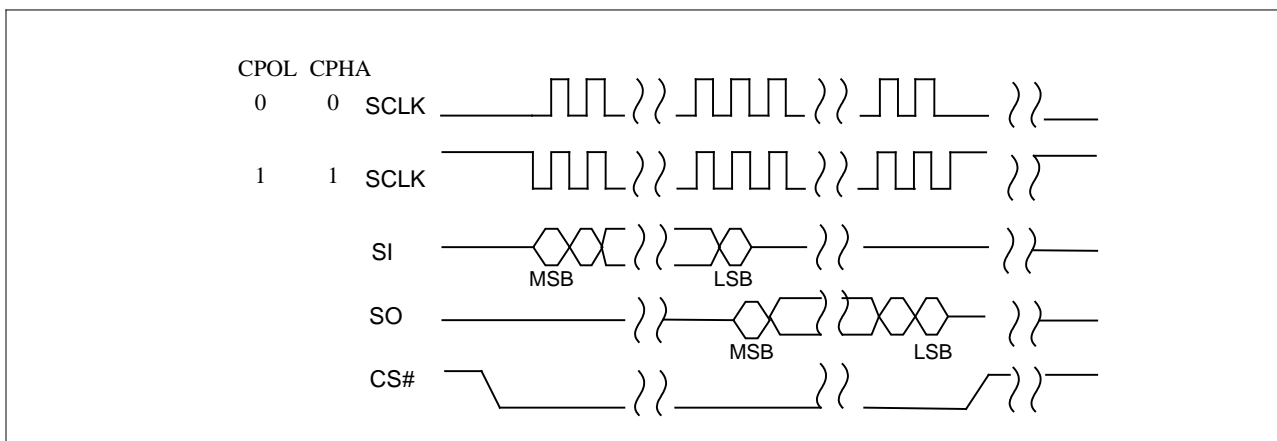 CPOL CPHA
0 0 SCLK
1 1 SCLK
SI
MSB LSB
SO
MSB LSB
CS#